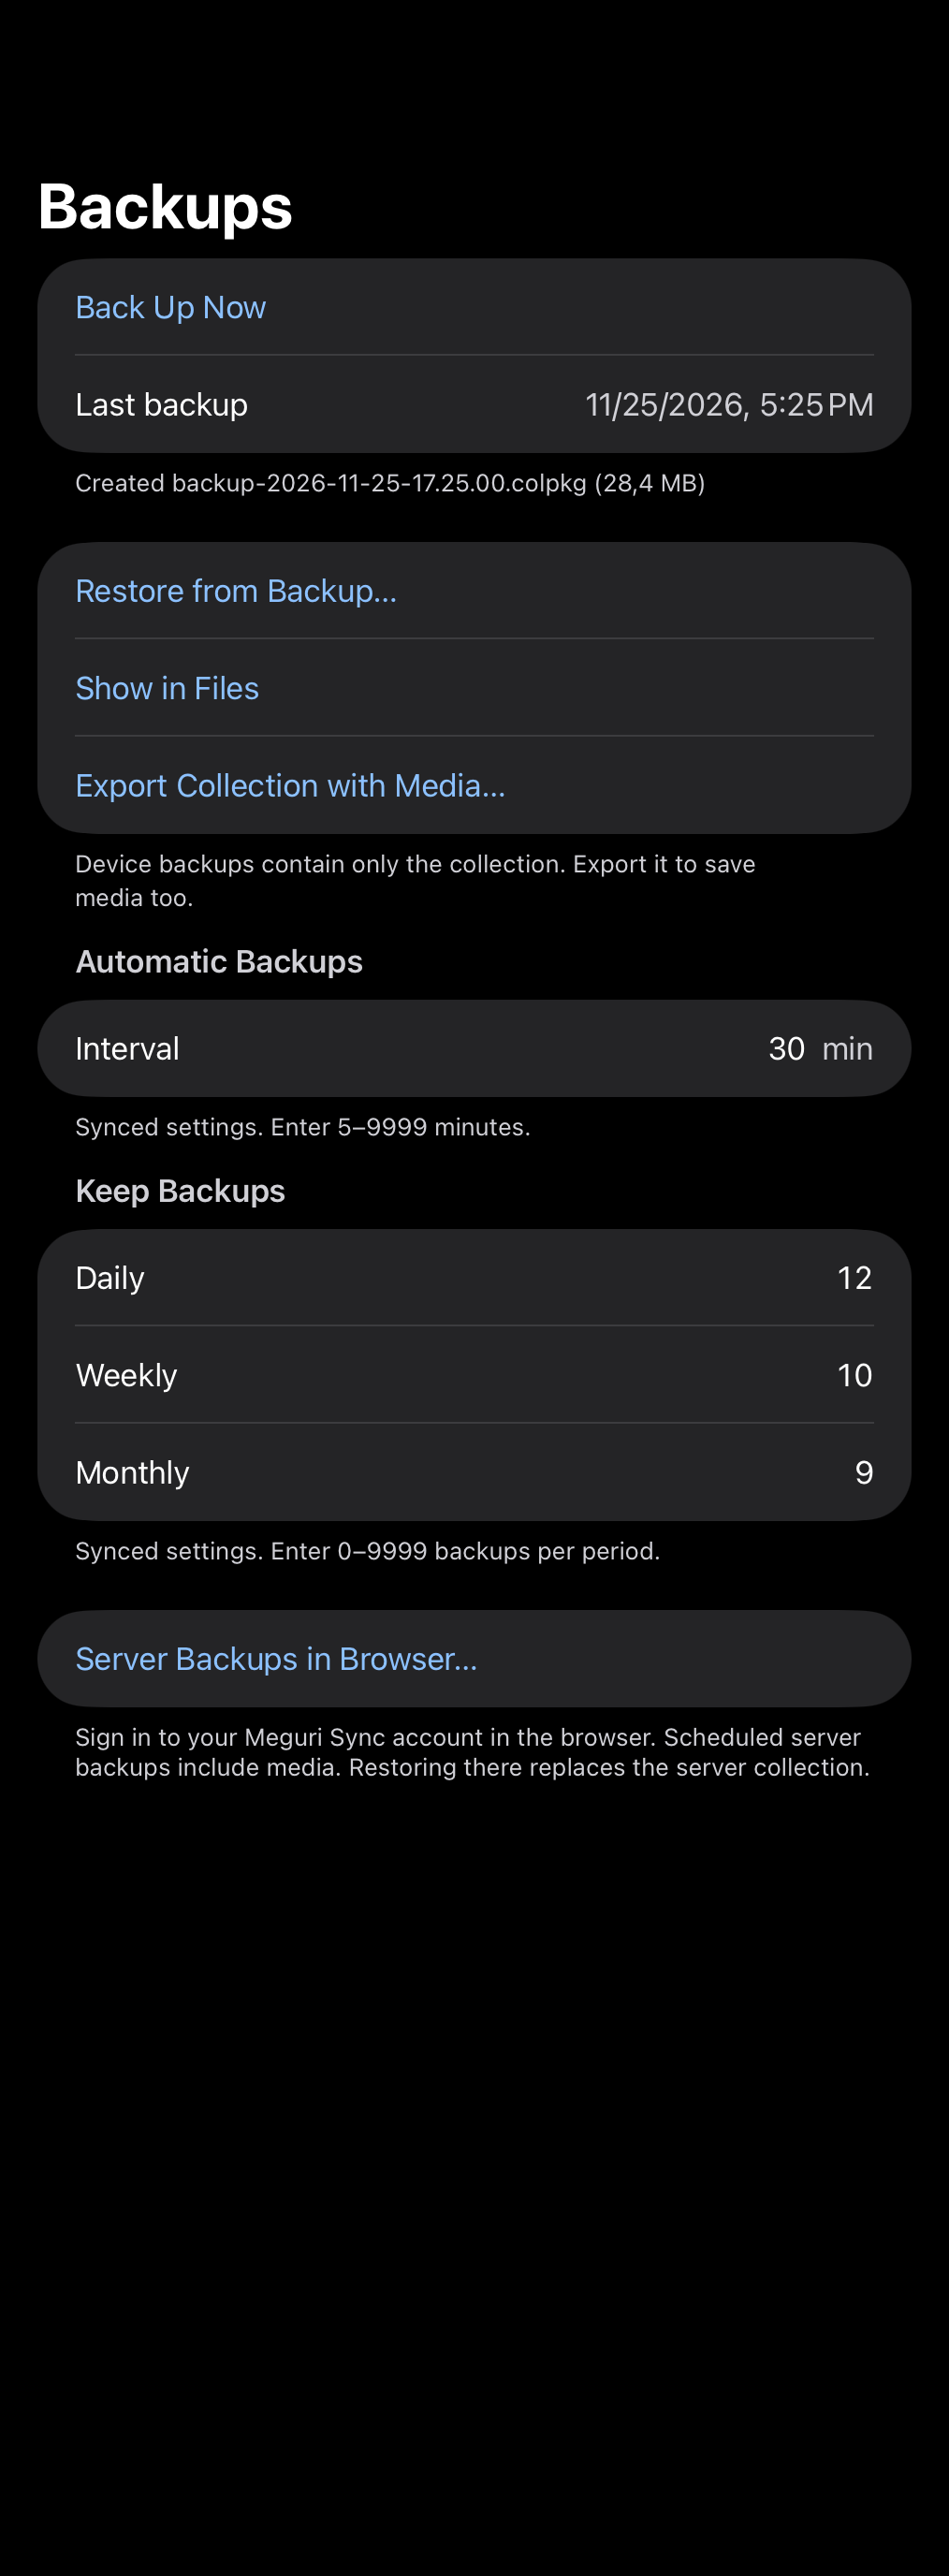 Backups
Back Up Now
Last backup 11/25/2026, 5:25 PM
Created backup-2026-11-25-17.25.00.colpkg (28,4 MB)
Restore from Backup...
Show in Files
Export Collection with Media...
Device backups contain only the collection. Export it to save
media too.
Automatic Backups
Interval 30 min
Synced settings. Enter 5–9999 minutes.
Keep Backups
Daily 12
Weekly 10
Monthly 9
Synced settings. Enter 0–9999 backups per period.
Server Backups in Browser...
Sign in to your Meguri Sync account in the browser. Scheduled server
backups include media. Restoring there replaces the server collection.